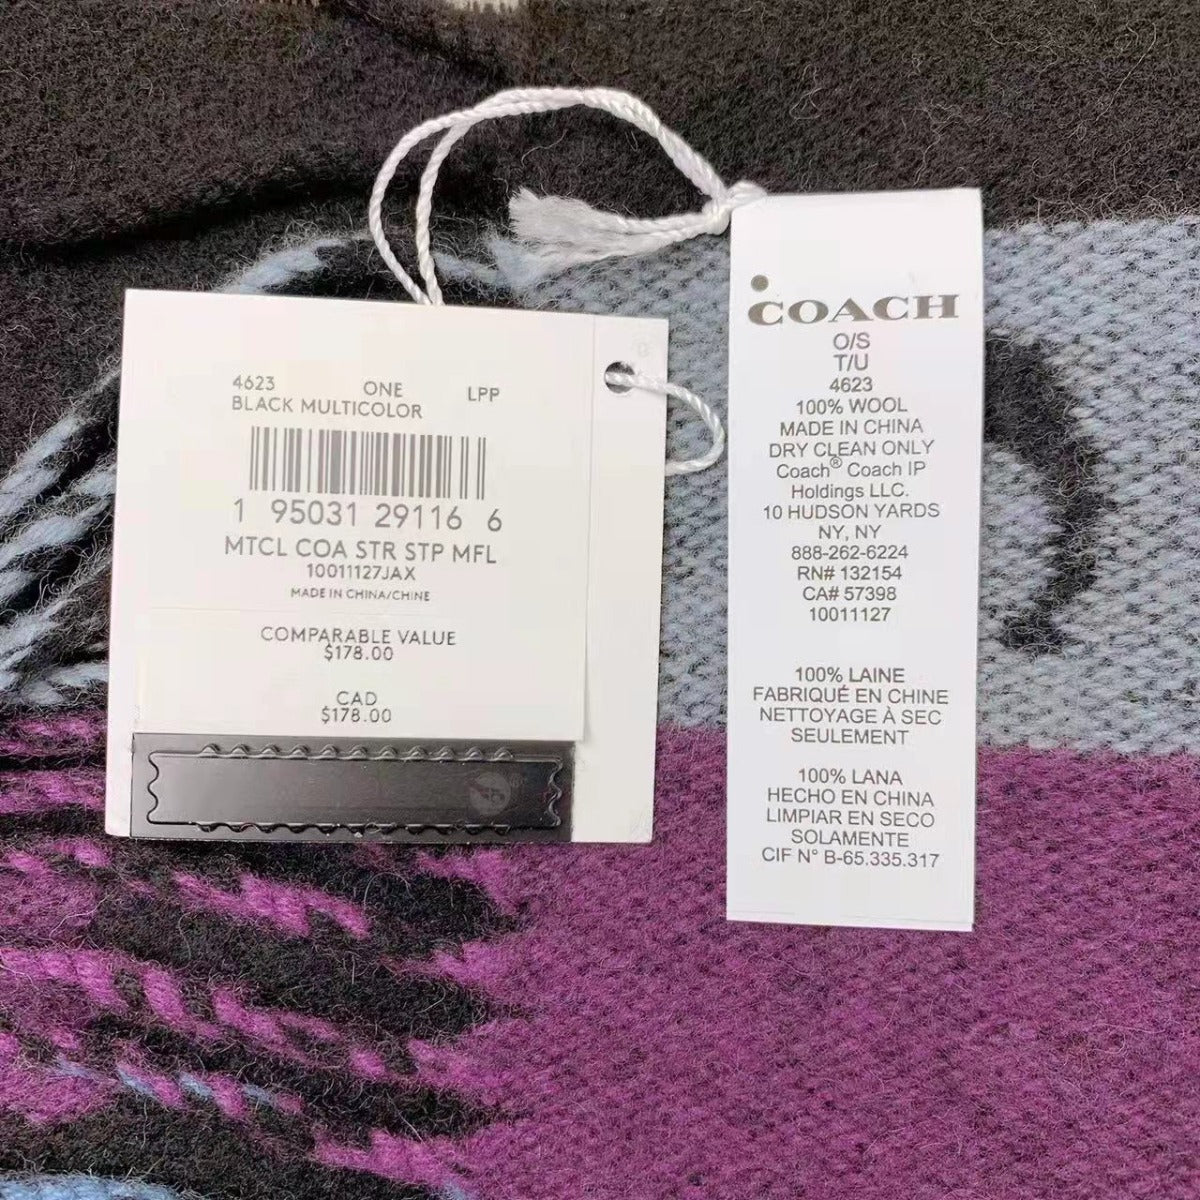 4623 ONE LPP
BLACK MULTICOLOR
1 95031 29116 6
MTCL COA STR STP MFL
10011127JAX
MADE IN CHINA/CHINE
COMPARABLE VALUE
$178.00
CAD
$178.00
COACH
O/S
T/U
4623
100% WOOL
MADE IN CHINA
DRY CLEAN ONLY
Coach® Coach IP
Holdings LLC.
10 HUDSON YARDS
NY, NY
888-262-6224
RN# 132154
CA# 57398
10011127
100% LAINE
FABRIQUÉ EN CHINE
NETTOYAGE À SEC
SEULEMENT
100% LANA
HECHO EN CHINA
LIMPIAR EN SECO
SOLAMENTE
CIF N° B-65.335.317